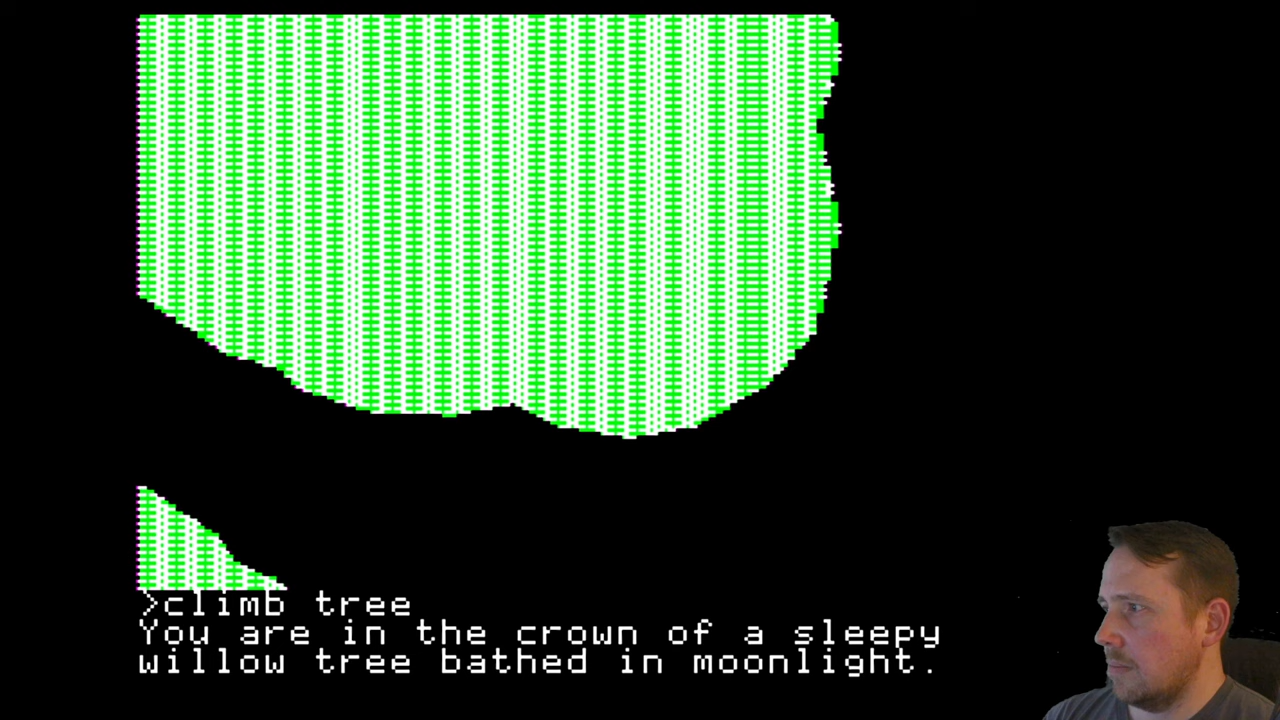 >climb tree
You are in the crown of a sleepy
willow tree bathed in moonlight.